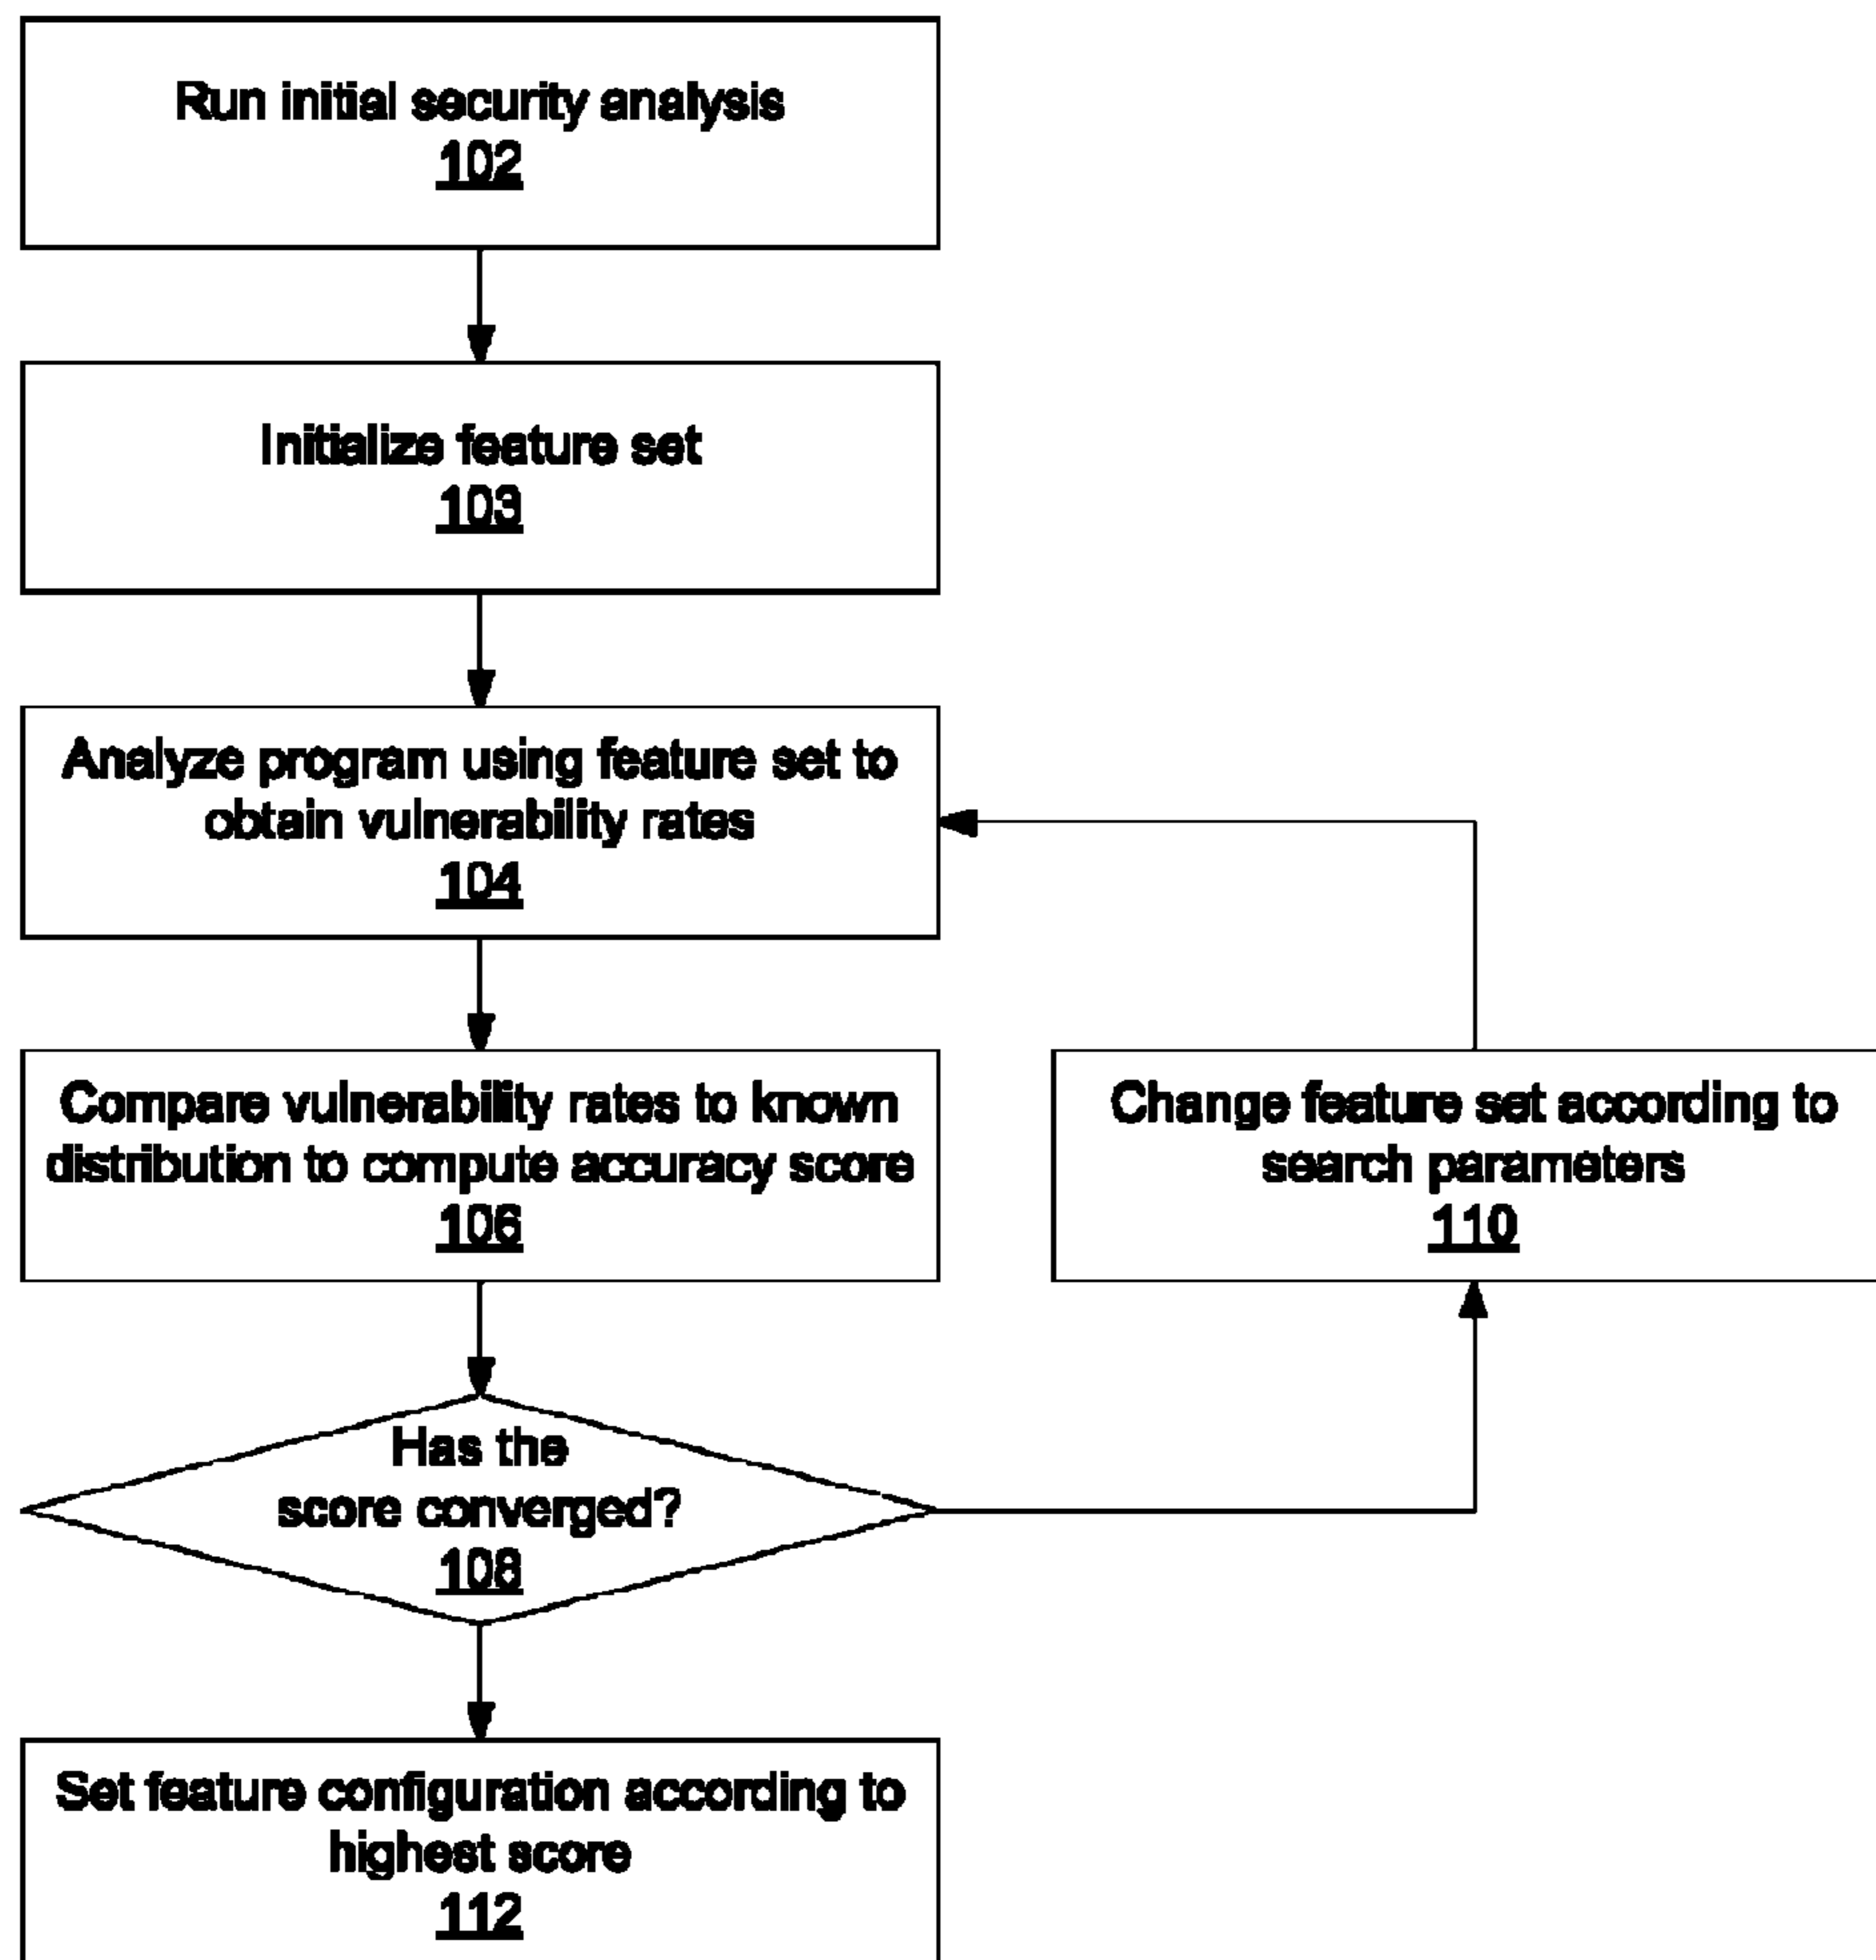 Run initial security analysis
102
Initialize feature set
103
Analyze program using feature set to
obtain vulnerability rates
104
Compare vulnerability rates to known
distribution to compute accuracy score
106
Change feature set according to
search parameters
110
Has the
score converged?
108
Set feature configuration according to
highest score
112